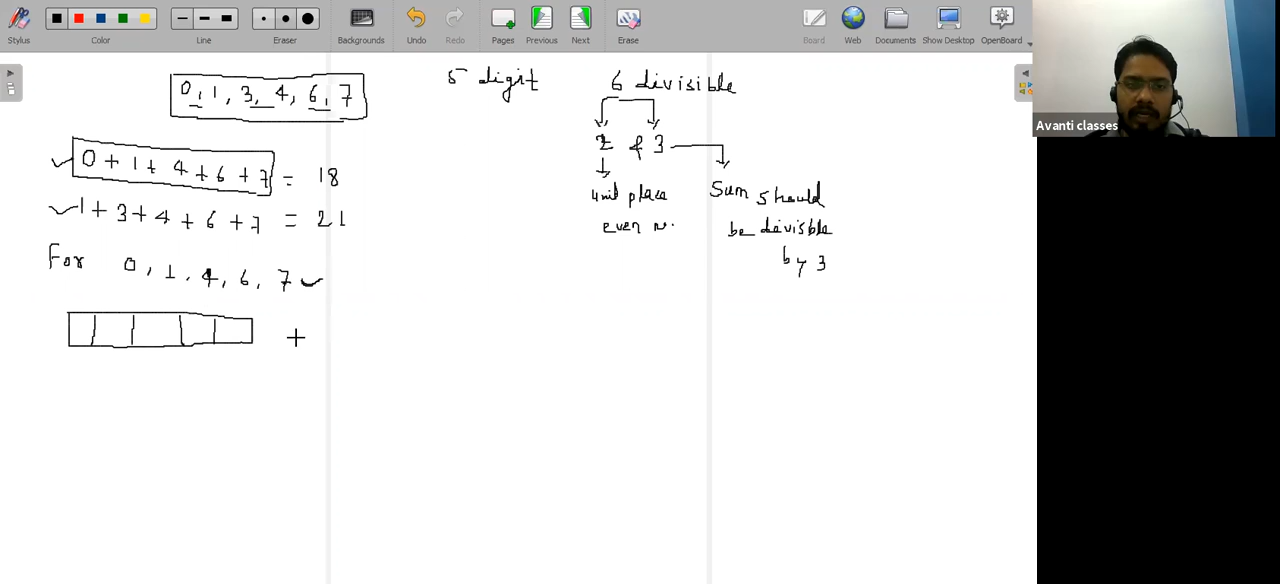 Stylus
Color
Line
Eraser
Backgrounds
Undo
Redo
Pages
Previous
Next
Erase
Board
Web
Documents
Show Desktop
OpenBoard
Avanti classes
0, 1, 3, 4, 6, 7
5 digit
6 divisible
2 & 3
unit place
even n.
Sum should
be devisble
by 3
0 + 1 + 4 + 6 + 7 = 18
1 + 3 + 4 + 6 + 7 = 21
For 0, 1, 4, 6, 7
+